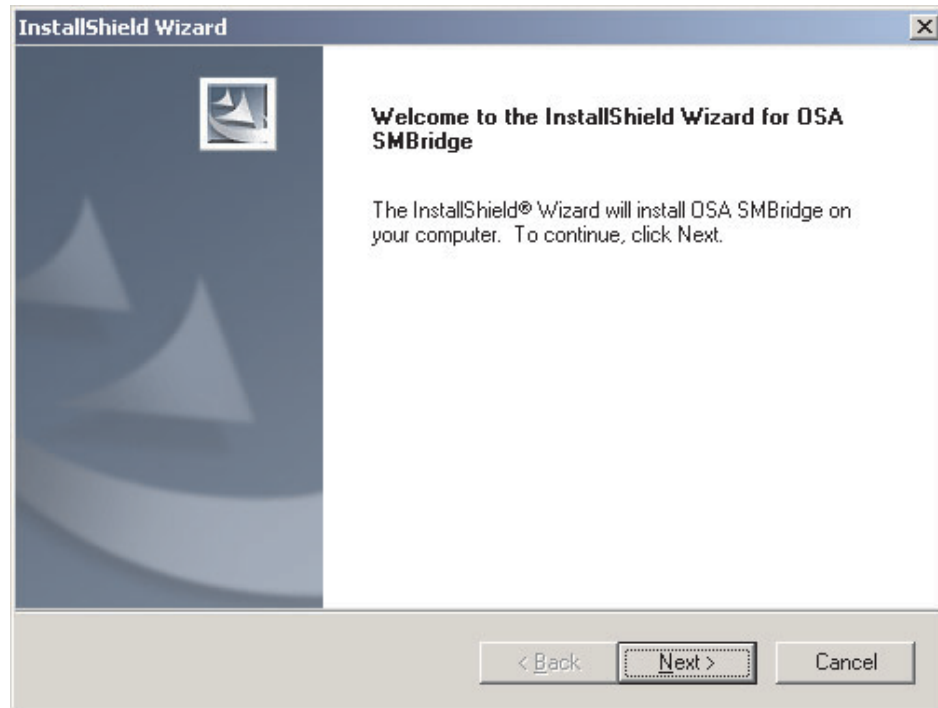 InstallShield Wizard
Welcome to the InstallShield Wizard for OSA
SMBridge
The InstallShield® Wizard will install OSA SMBridge on
your computer.  To continue, click Next.
< Back
Next >
Cancel